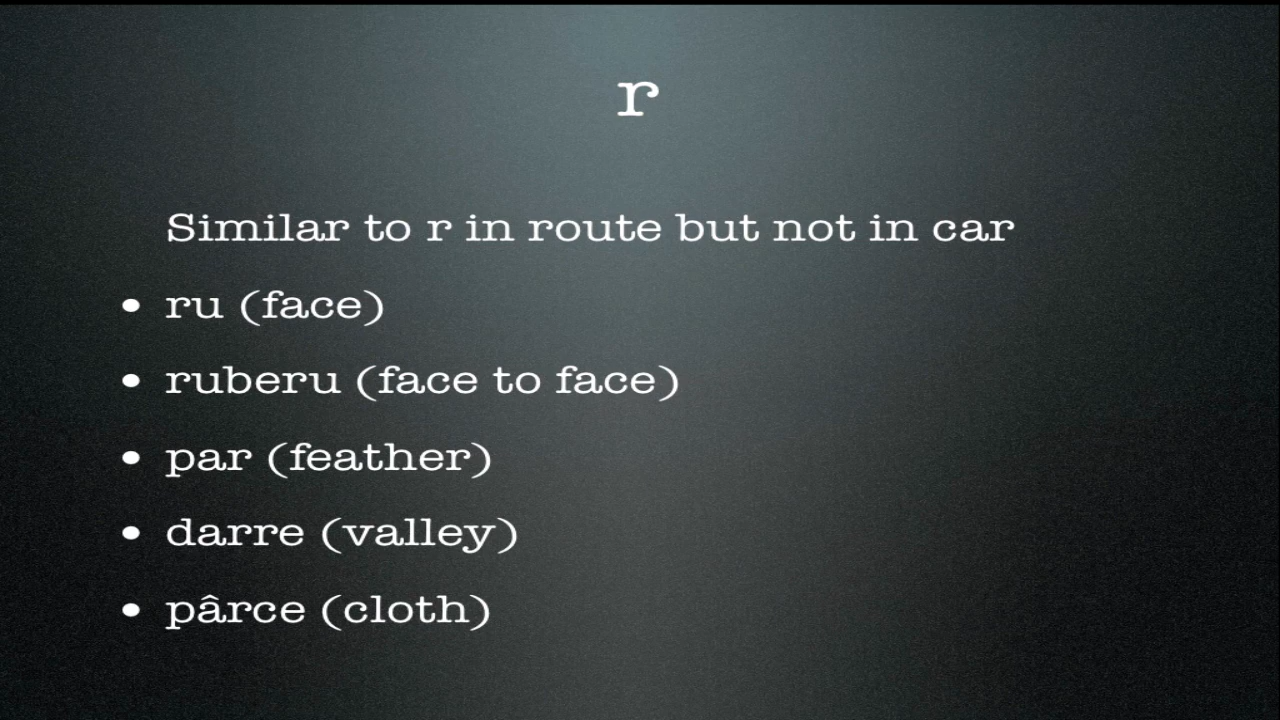 r
Similar to r in route but not in car
• ru (face)
• ruberu (face to face)
• par (feather)
• darre (valley)
• pârce (cloth)